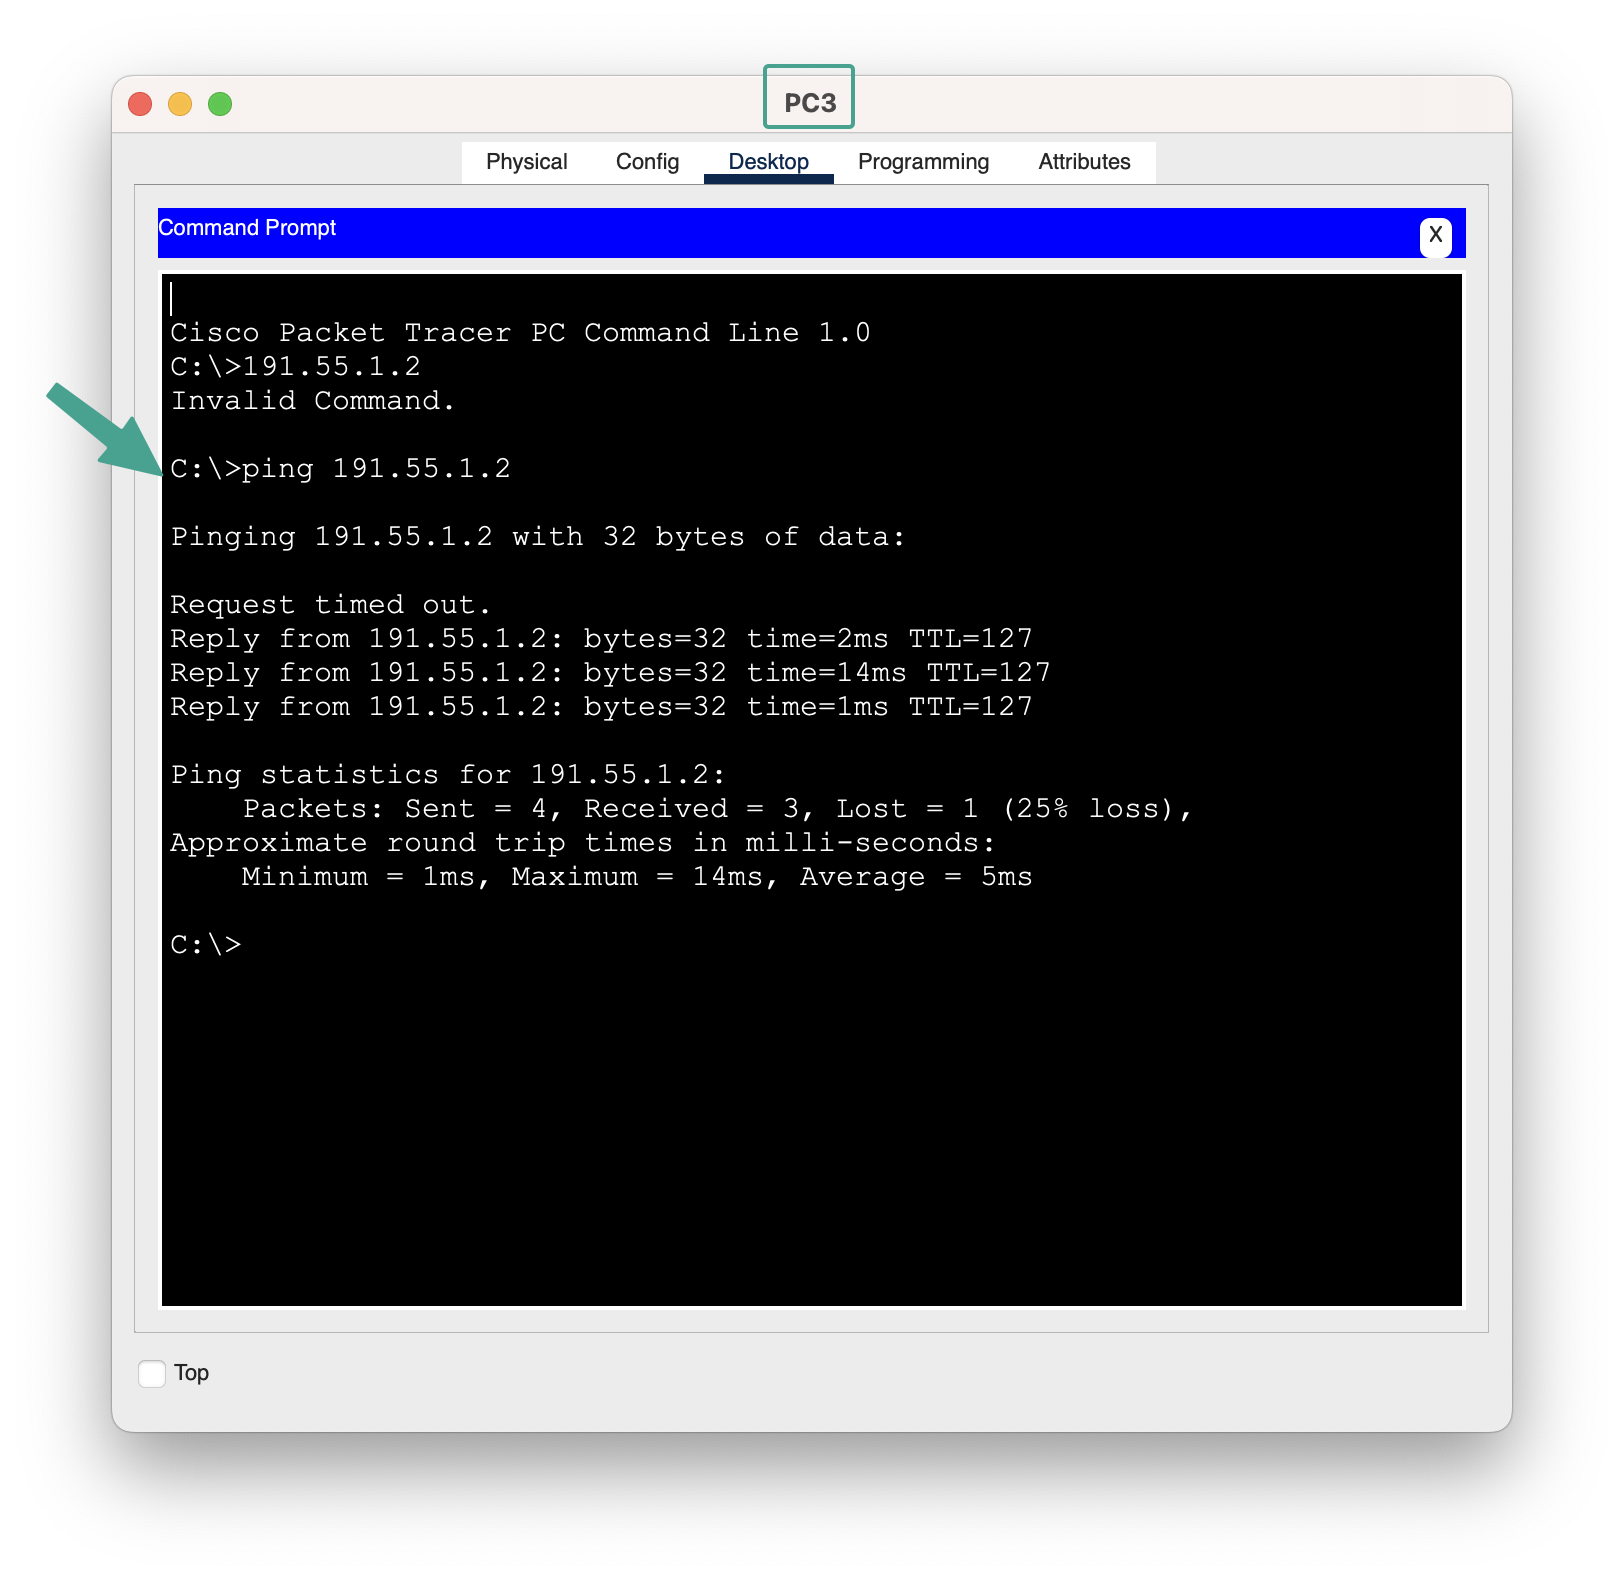 PC3
Physical Config Desktop Programming Attributes
Command Prompt X
Cisco Packet Tracer PC Command Line 1.0
C:\>191.55.1.2
Invalid Command.
C:\>ping 191.55.1.2
Pinging 191.55.1.2 with 32 bytes of data:
Request timed out.
Reply from 191.55.1.2: bytes=32 time=2ms TTL=127
Reply from 191.55.1.2: bytes=32 time=14ms TTL=127
Reply from 191.55.1.2: bytes=32 time=1ms TTL=127
Ping statistics for 191.55.1.2:
    Packets: Sent = 4, Received = 3, Lost = 1 (25% loss),
Approximate round trip times in milli-seconds:
    Minimum = 1ms, Maximum = 14ms, Average = 5ms
C:\>
Top